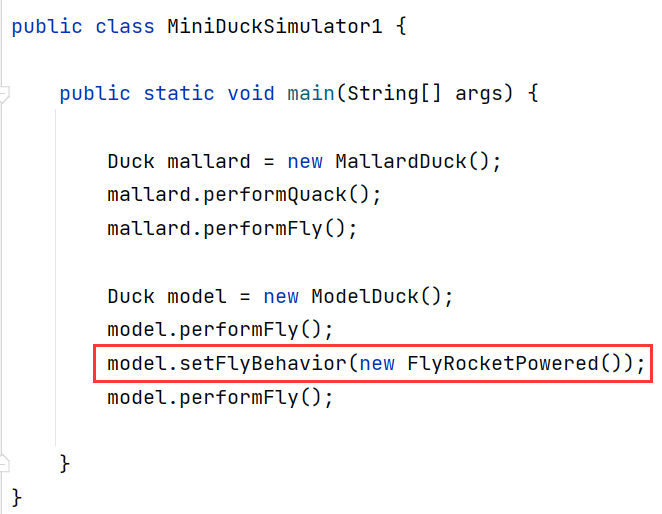 public class MiniDuckSimulator1 {
public static void main(String[] args) {
Duck mallard = new MallardDuck();
mallard.performQuack();
mallard.performFly();
Duck model = new ModelDuck();
model.performFly();
model.setFlyBehavior(new FlyRocketPowered());
model.performFly();
}
}